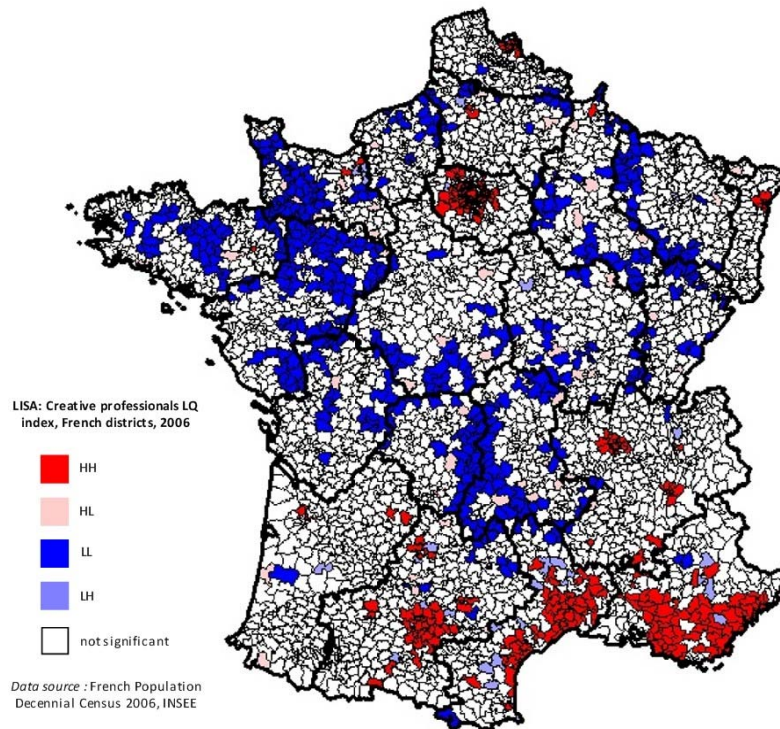 LISA: Creative professionals LQ
index, French districts, 2006
HH
HL
LL
LH
not significant
Data source : French Population
Decennial Census 2006, INSEE